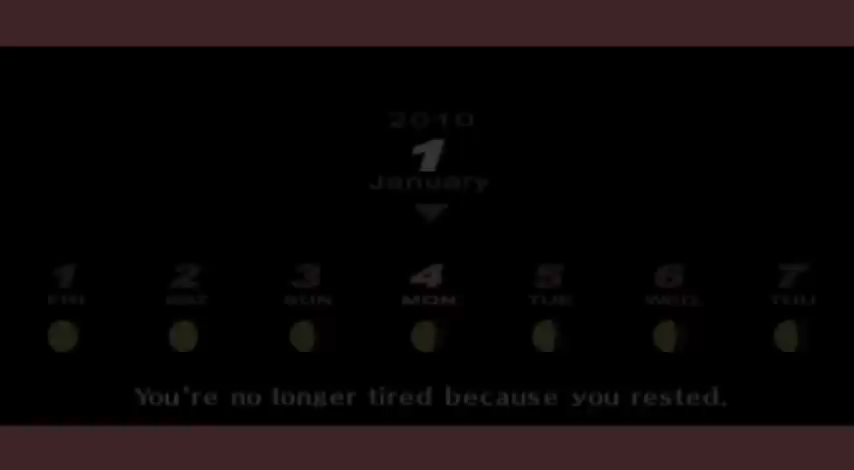 2010
1
January
1 2 3 4 5 6 7
FRI SAT SUN MON TUE WED THU
You're no longer tired because you rested.